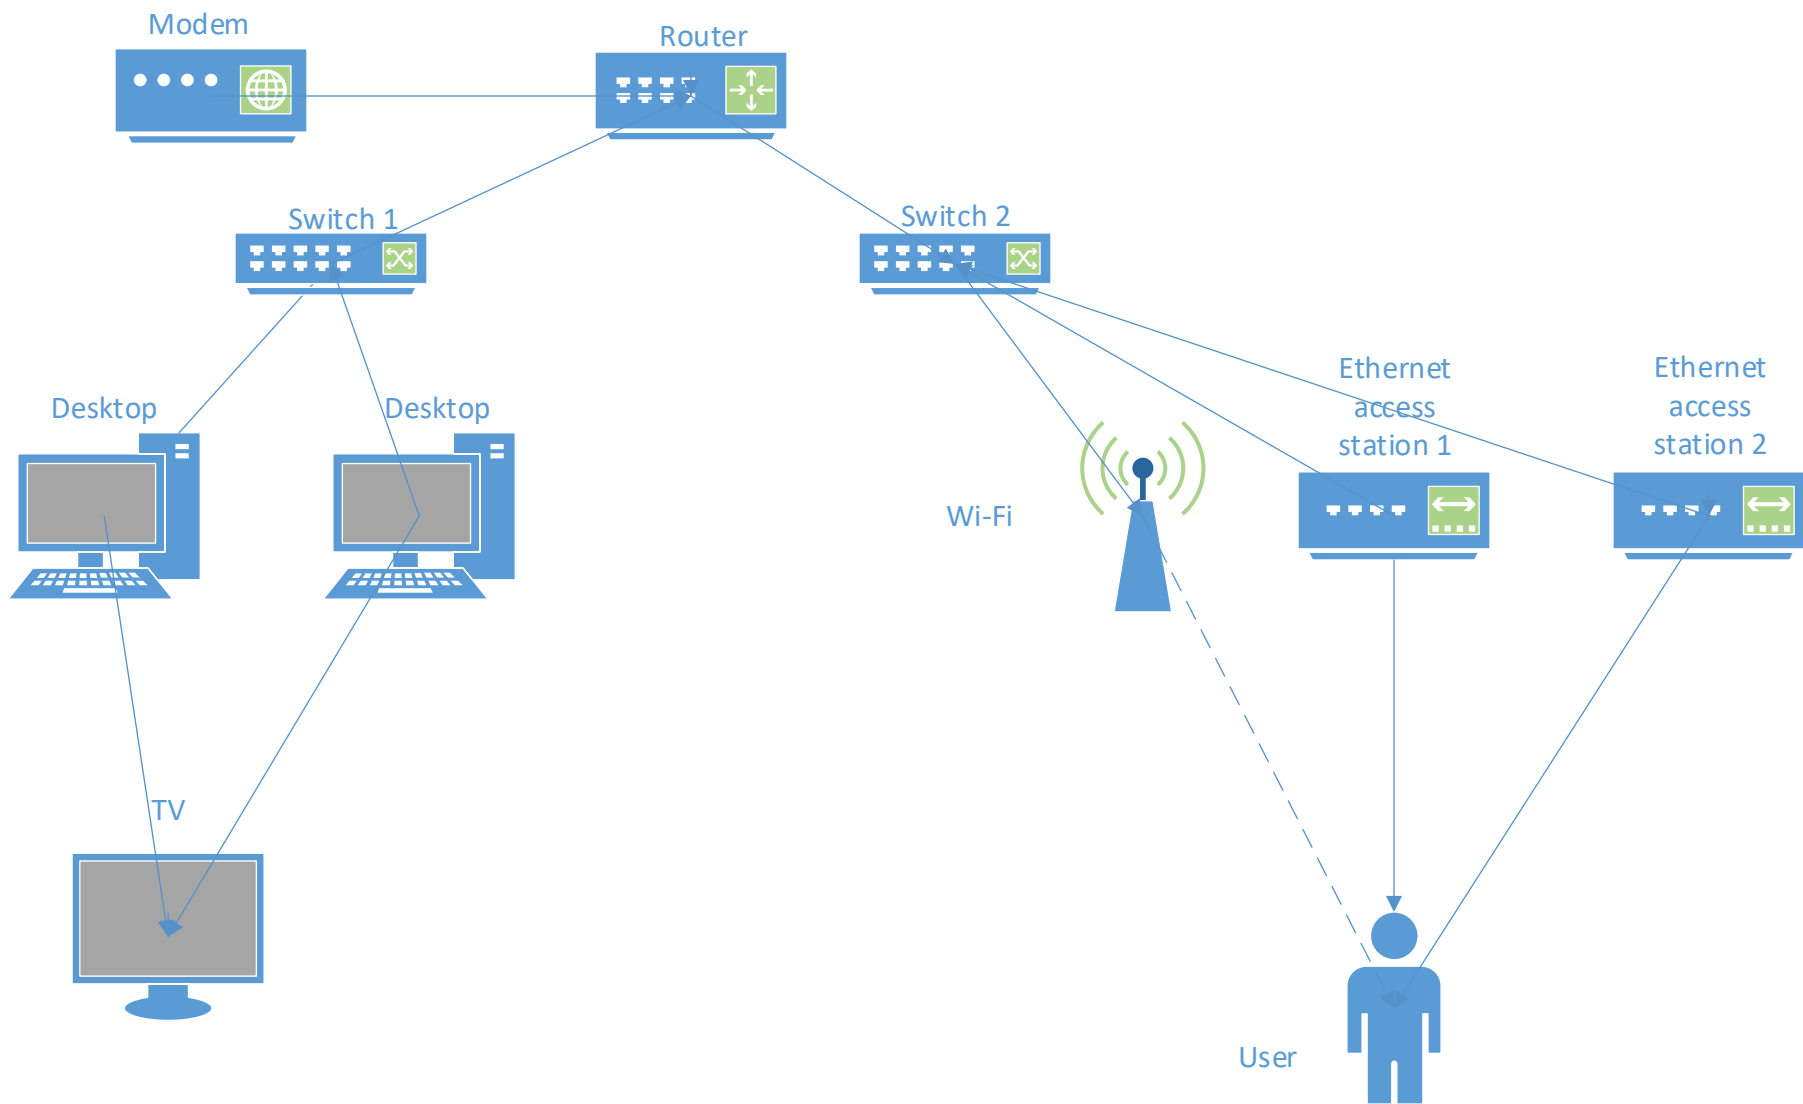 Modem
Router
Switch 1
Switch 2
Desktop
Desktop
Ethernet
access
station 1
Ethernet
access
station 2
Wi-Fi
TV
User